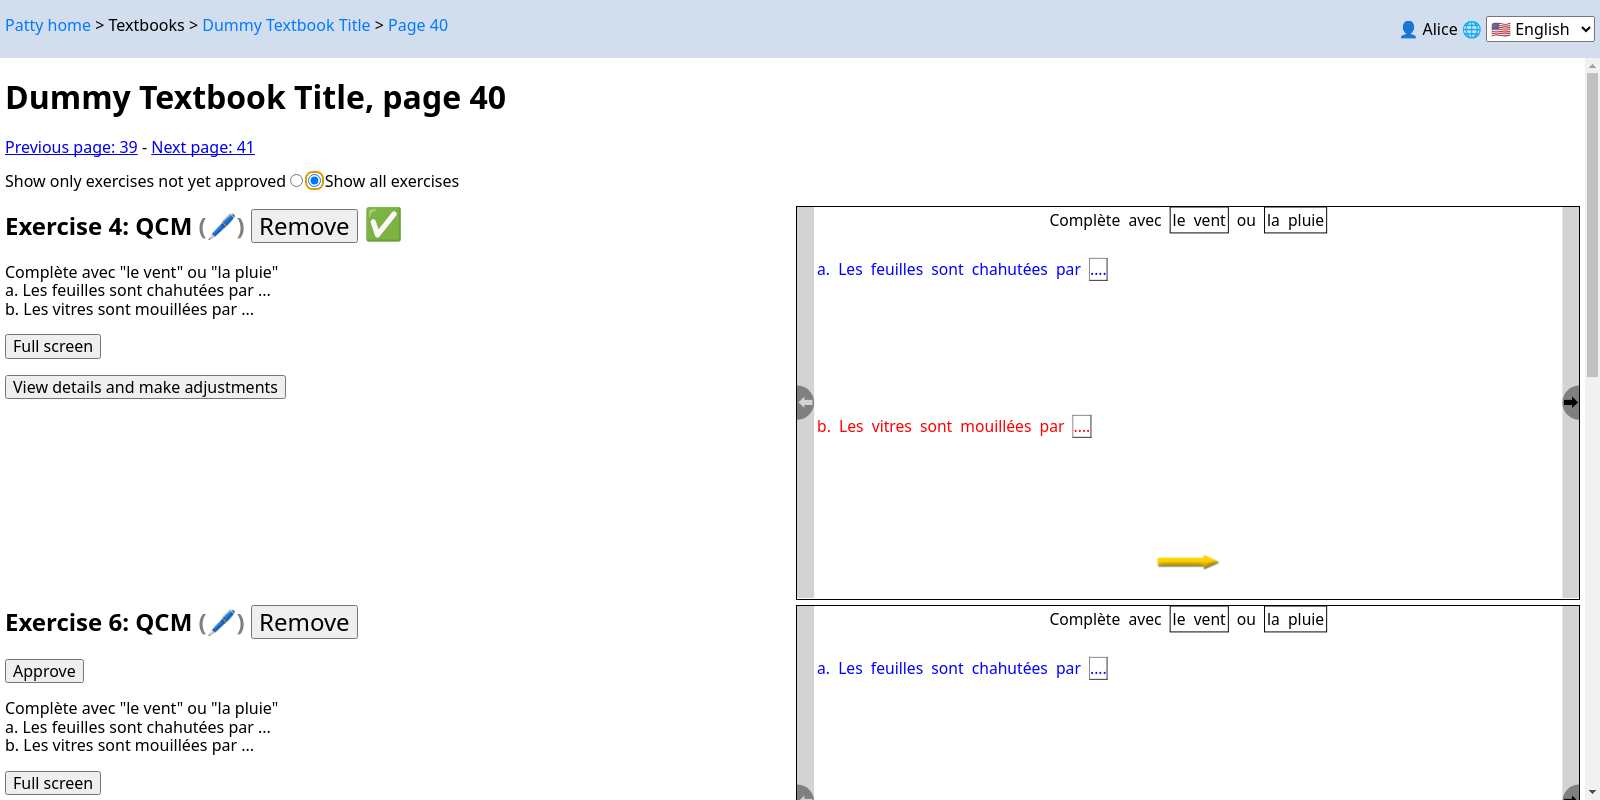 Patty home > Textbooks > Dummy Textbook Title > Page 40
👤 Alice 🌐 🇺🇸 English
Dummy Textbook Title, page 40
Previous page: 39 - Next page: 41
Show only exercises not yet approved Show all exercises
Exercise 4: QCM (🖊️) Remove ✅
Complète avec "le vent" ou "la pluie"
a. Les feuilles sont chahutées par ...
b. Les vitres sont mouillées par ...
Full screen
View details and make adjustments
Complète avec le vent ou la pluie
a. Les feuilles sont chahutées par ....
b. Les vitres sont mouillées par ....
Exercise 6: QCM (🖊️) Remove
Approve
Complète avec "le vent" ou "la pluie"
a. Les feuilles sont chahutées par ...
b. Les vitres sont mouillées par ...
Full screen
Complète avec le vent ou la pluie
a. Les feuilles sont chahutées par ....